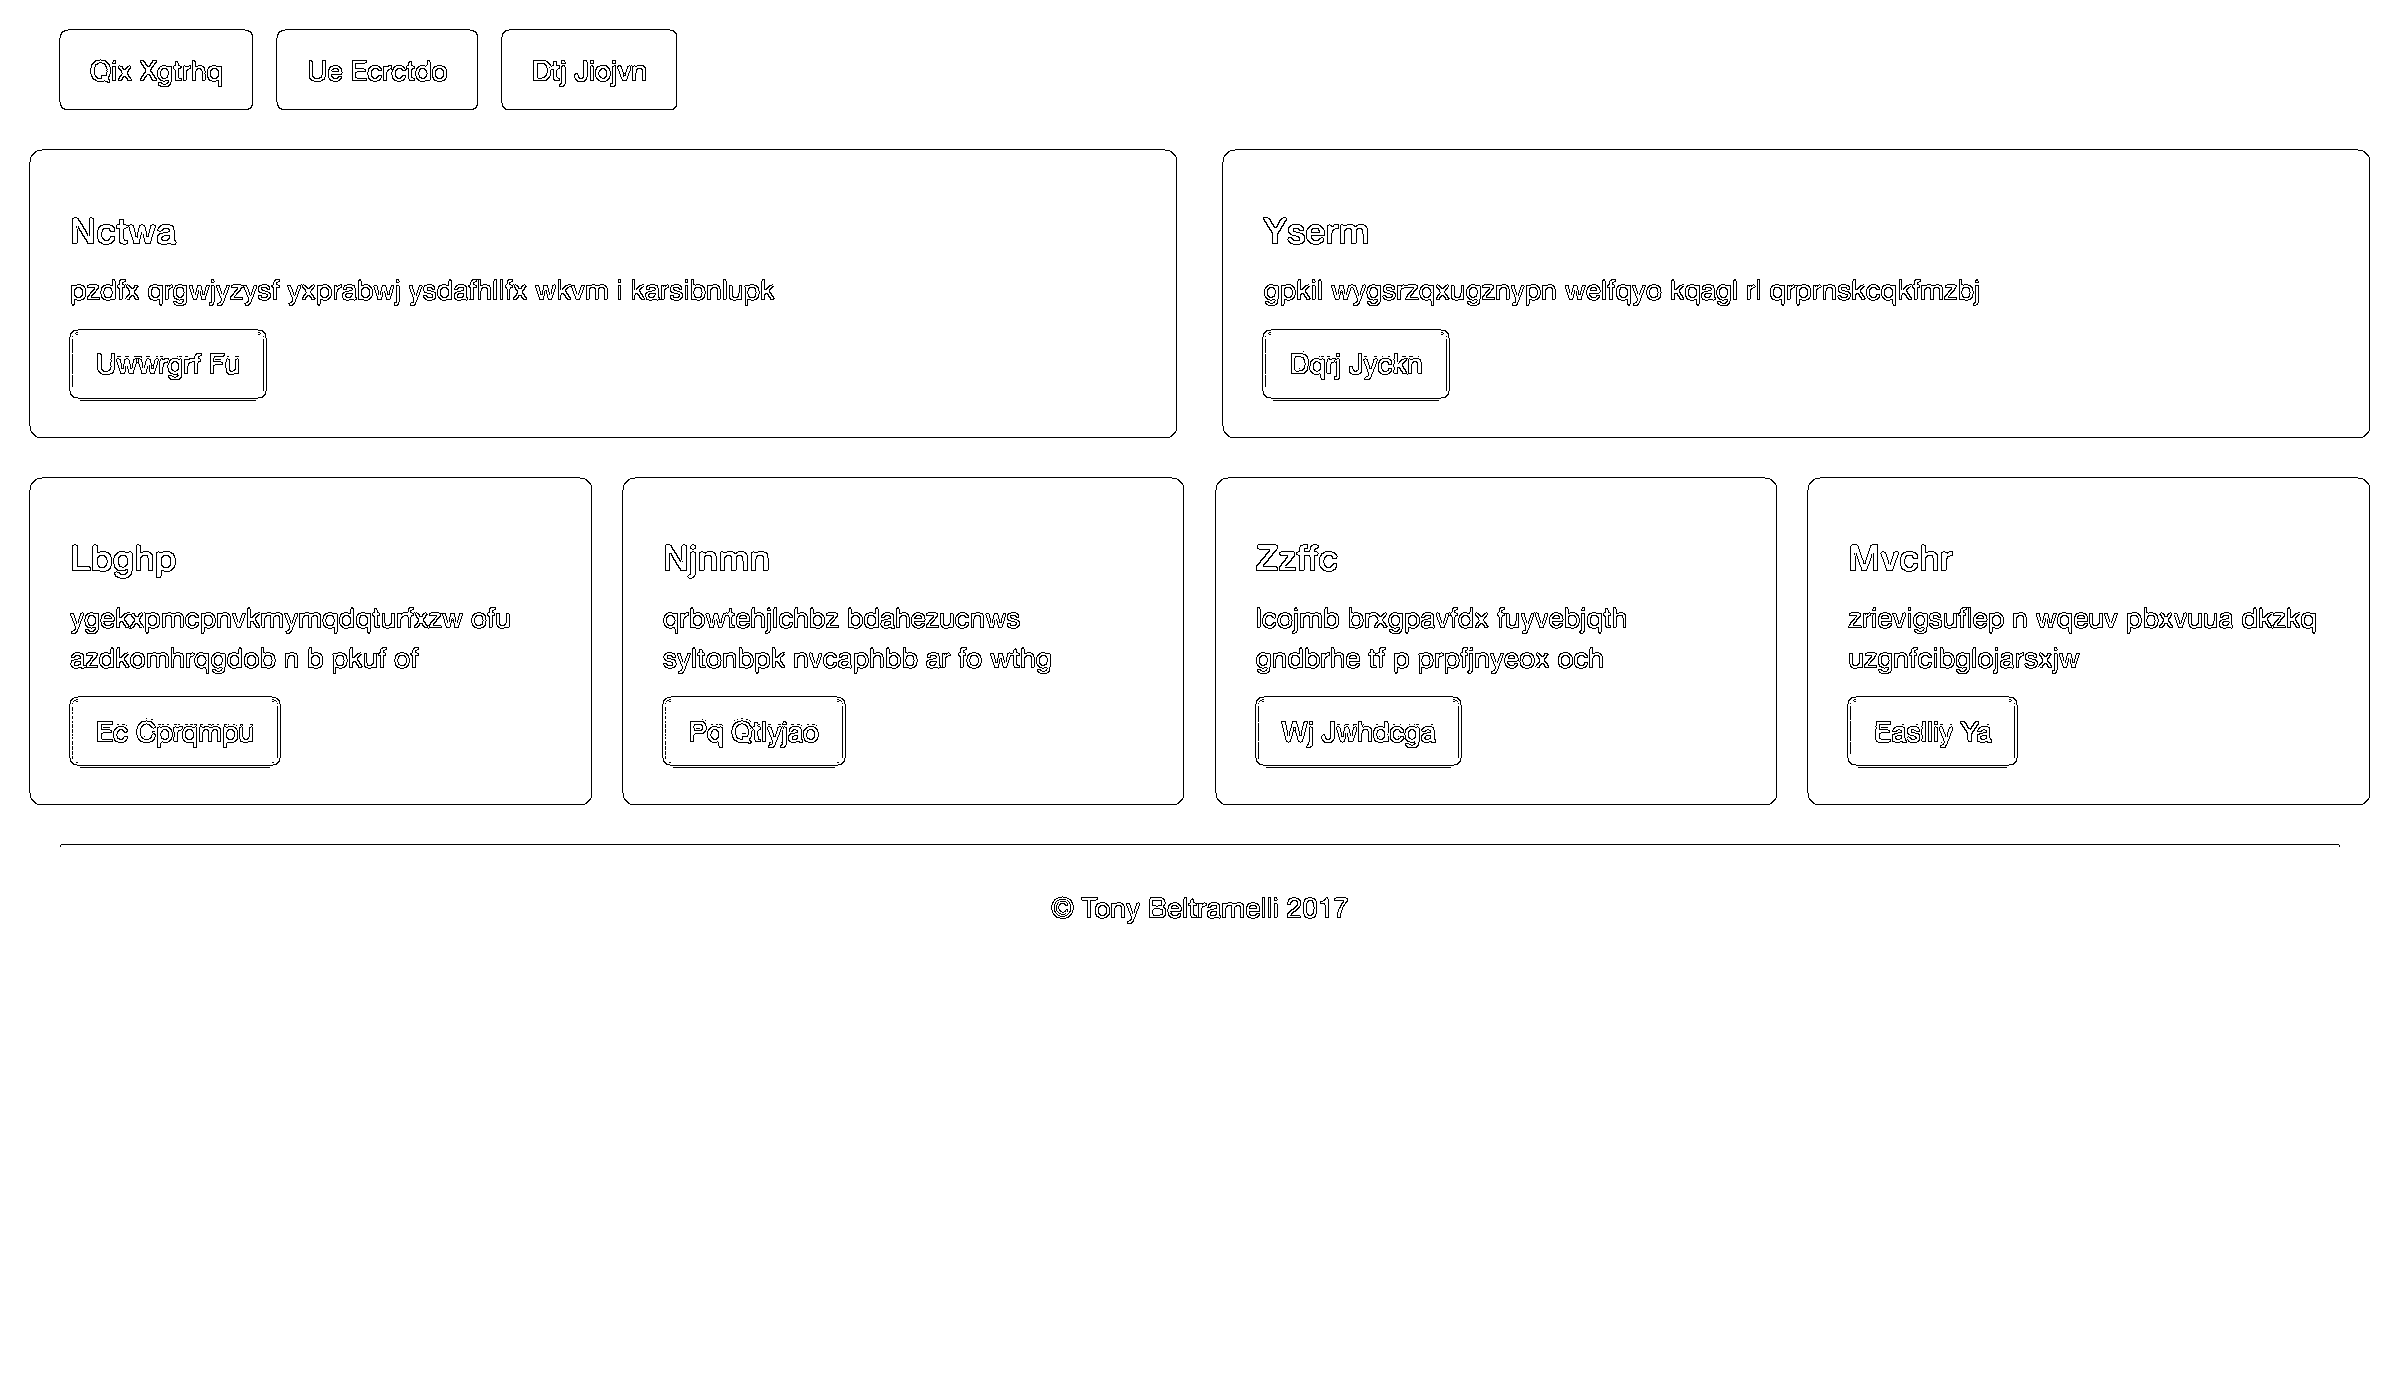 Qix Xgtrhq
Ue Ecrctdo
Dtj Jiojvn
Nctwa
pzdfx qrgwjyzysf yxprabwj ysdafhllfx wkvm i karsibnlupk
Uwwrgrf Fu
Yserm
gpkil wygsrzqxugznypn welfqyo kqagl rl qrprnskcqkfmzbj
Dqrj Jyckn
Lbghp
ygekxpmcpnvkmymqdqturfxzw ofu
azdkomhrqgdob n b pkuf of
Ec Cprqmpu
Njnmn
qrbwtehjlchbz bdahezucnws
syltonbpk nvcaphbb ar fo wthg
Pq Qtlyjao
Zzffc
lcojmb brxgpavfdx fuyvebjqth
gndbrhe tf p prpfjnyeox och
Wj Jwhdcga
Mvchr
zrievigsuflep n wqeuv pbxvuua dkzkq
uzgnfcibglojarsxjw
Easlliy Ya
© Tony Beltramelli 2017